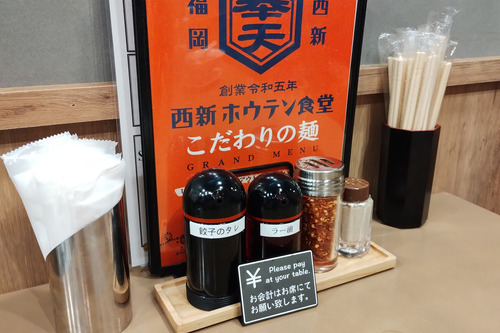 福岡
奉天
西新
創業令和五年
西新ホウテン食堂
こだわりの麺
GRAND MENU
餃子のタレ
ラー油
¥ Please pay
at your table.
お会計はお席にて
お願い致します。